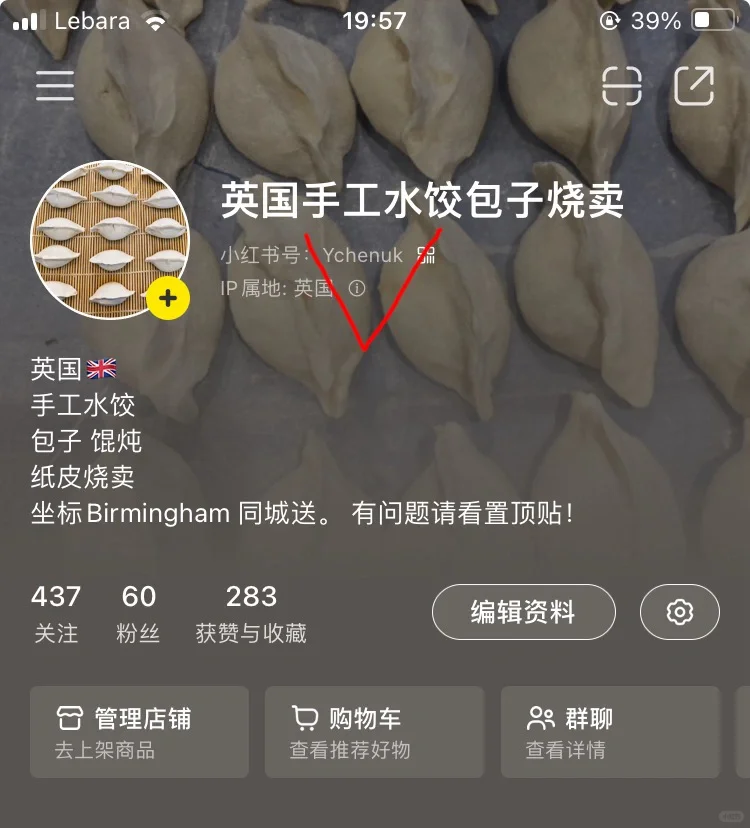 Lebara 19:57 39%
英国手工水饺包子烧卖
小红书号: Ychenuk
IP属地: 英国
英国🇬🇧
手工水饺
包子 馄炖
纸皮烧卖
坐标Birmingham 同城送。 有问题请看置顶贴!
437 60 283
关注 粉丝 获赞与收藏
编辑资料
管理店铺 购物车 群聊
去上架商品 查看推荐好物 查看详情